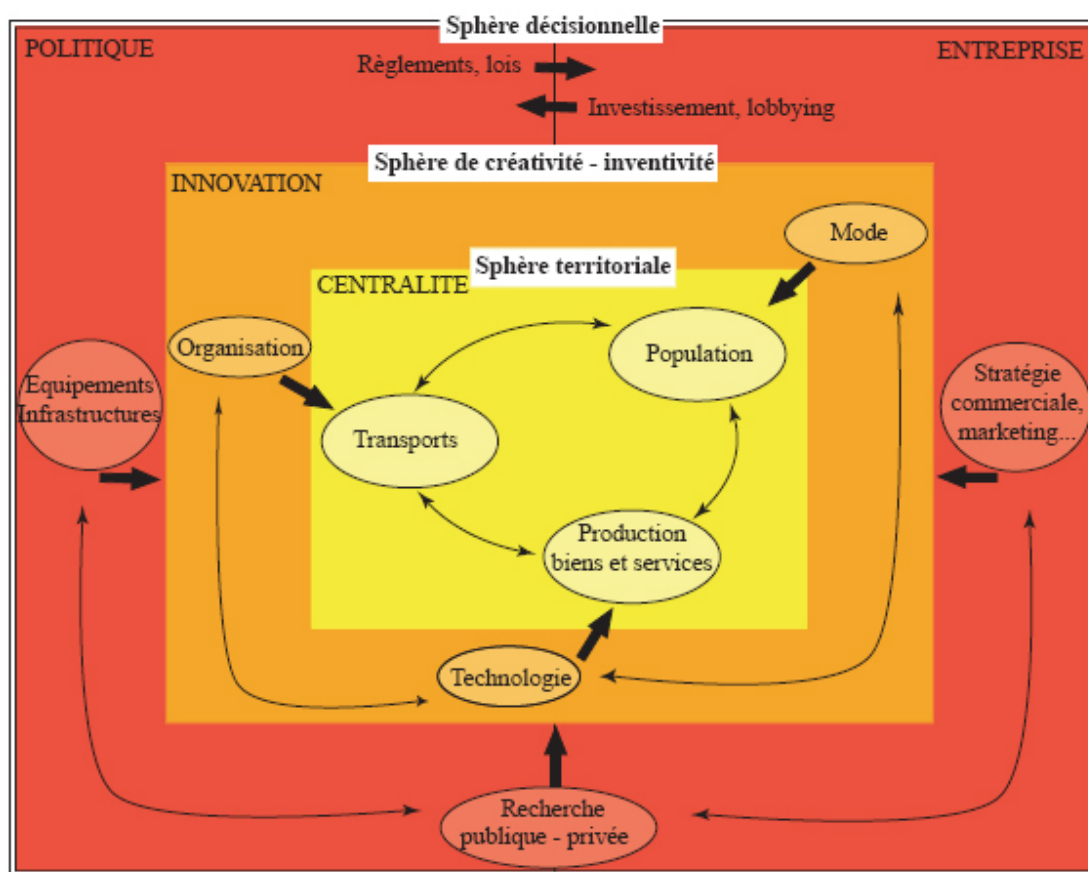 Sphère décisionnelle
POLITIQUE
ENTREPRISE
Règlements, lois
Investissement, lobbying
Sphère de créativité - inventivité
INNOVATION
Mode
Sphère territoriale
CENTRALITE
Organisation
Population
Equipements
Infrastructures
Stratégie
commerciale,
marketing...
Transports
Production
biens et services
Technologie
Recherche
publique - privée